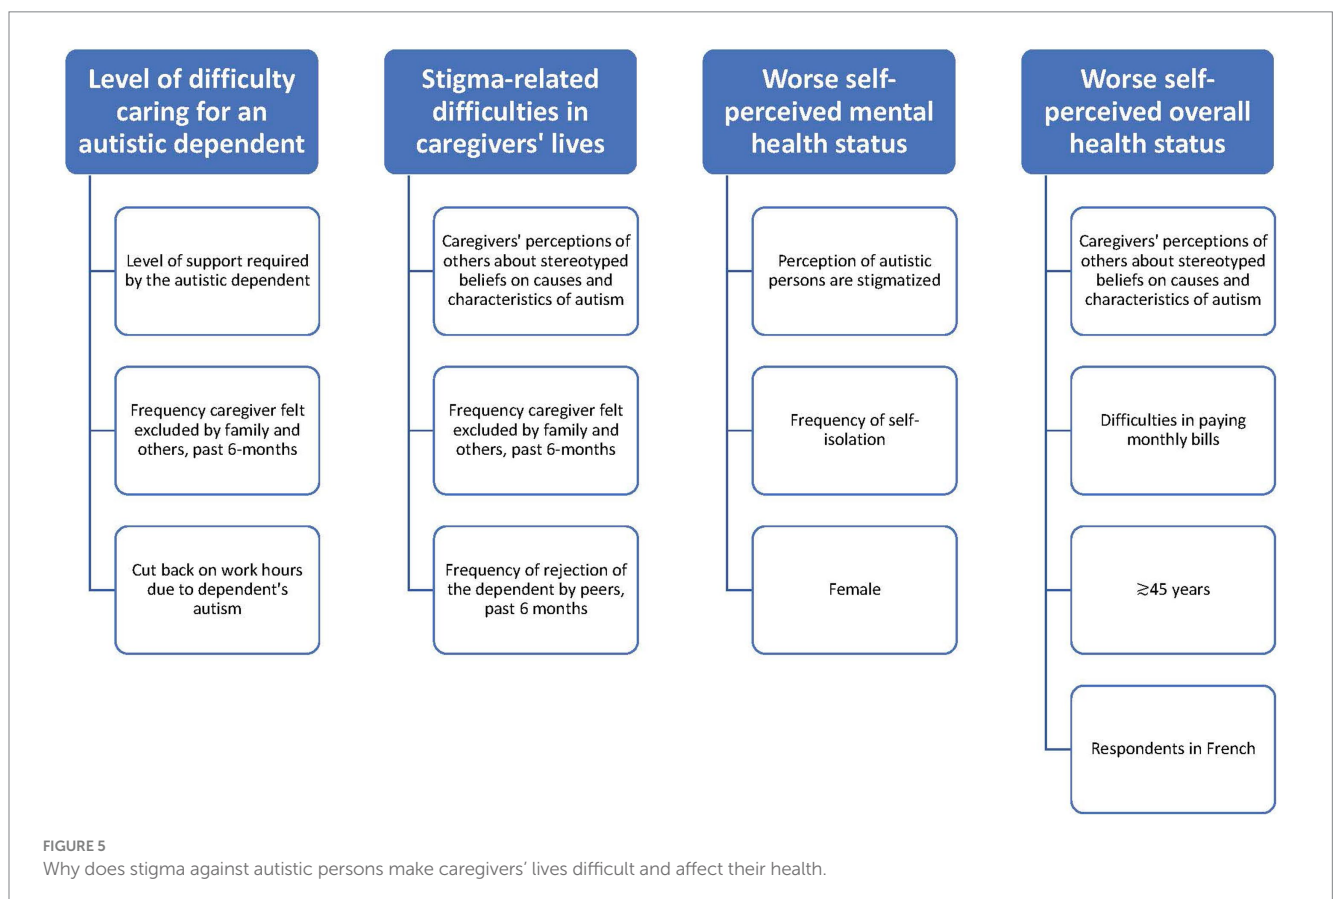 Level of difficulty
caring for an
autistic dependent
Level of support required
by the autistic dependent
Frequency caregiver felt
excluded by family and
others, past 6-months
Cut back on work hours
due to dependent's
autism
Stigma-related
difficulties in
caregivers' lives
Caregivers' perceptions of
others about stereotyped
beliefs on causes and
characteristics of autism
Frequency caregiver felt
excluded by family and
others, past 6-months
Frequency of rejection of
the dependent by peers,
past 6 months
Worse self-
perceived mental
health status
Perception of autistic
persons are stigmatized
Frequency of self-
isolation
Female
Worse self-
perceived overall
health status
Caregivers' perceptions of
others about stereotyped
beliefs on causes and
characteristics of autism
Difficulties in paying
monthly bills
≳45 years
Respondents in French
FIGURE 5
Why does stigma against autistic persons make caregivers’ lives difficult and affect their health.